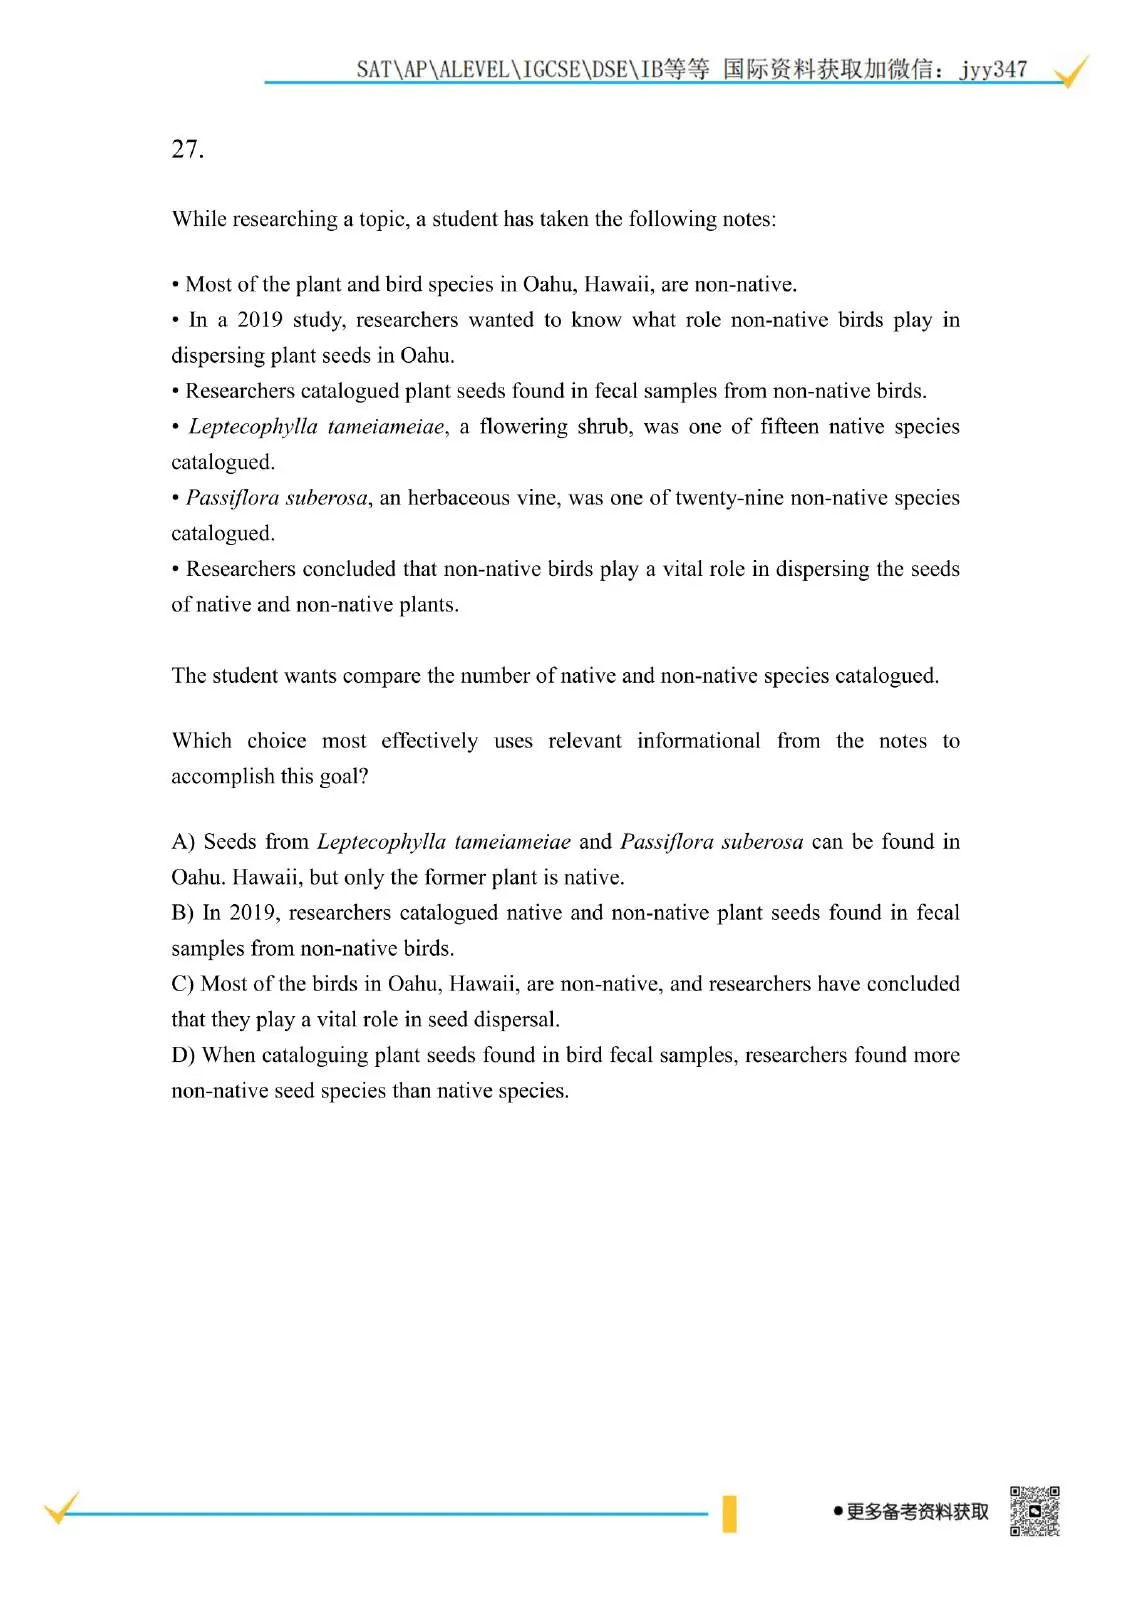 SAT\AP\ALEVEL\IGCSE\DSE\IB等等 国际资料获取加微信：jyy347
27.
While researching a topic, a student has taken the following notes:
• Most of the plant and bird species in Oahu, Hawaii, are non-native.
• In a 2019 study, researchers wanted to know what role non-native birds play in
dispersing plant seeds in Oahu.
• Researchers catalogued plant seeds found in fecal samples from non-native birds.
• Leptecophylla tameiameiae, a flowering shrub, was one of fifteen native species
catalogued.
• Passiflora suberosa, an herbaceous vine, was one of twenty-nine non-native species
catalogued.
• Researchers concluded that non-native birds play a vital role in dispersing the seeds
of native and non-native plants.
The student wants compare the number of native and non-native species catalogued.
Which choice most effectively uses relevant informational from the notes to
accomplish this goal?
A) Seeds from Leptecophylla tameiameiae and Passiflora suberosa can be found in
Oahu. Hawaii, but only the former plant is native.
B) In 2019, researchers catalogued native and non-native plant seeds found in fecal
samples from non-native birds.
C) Most of the birds in Oahu, Hawaii, are non-native, and researchers have concluded
that they play a vital role in seed dispersal.
D) When cataloguing plant seeds found in bird fecal samples, researchers found more
non-native seed species than native species.
•更多备考资料获取